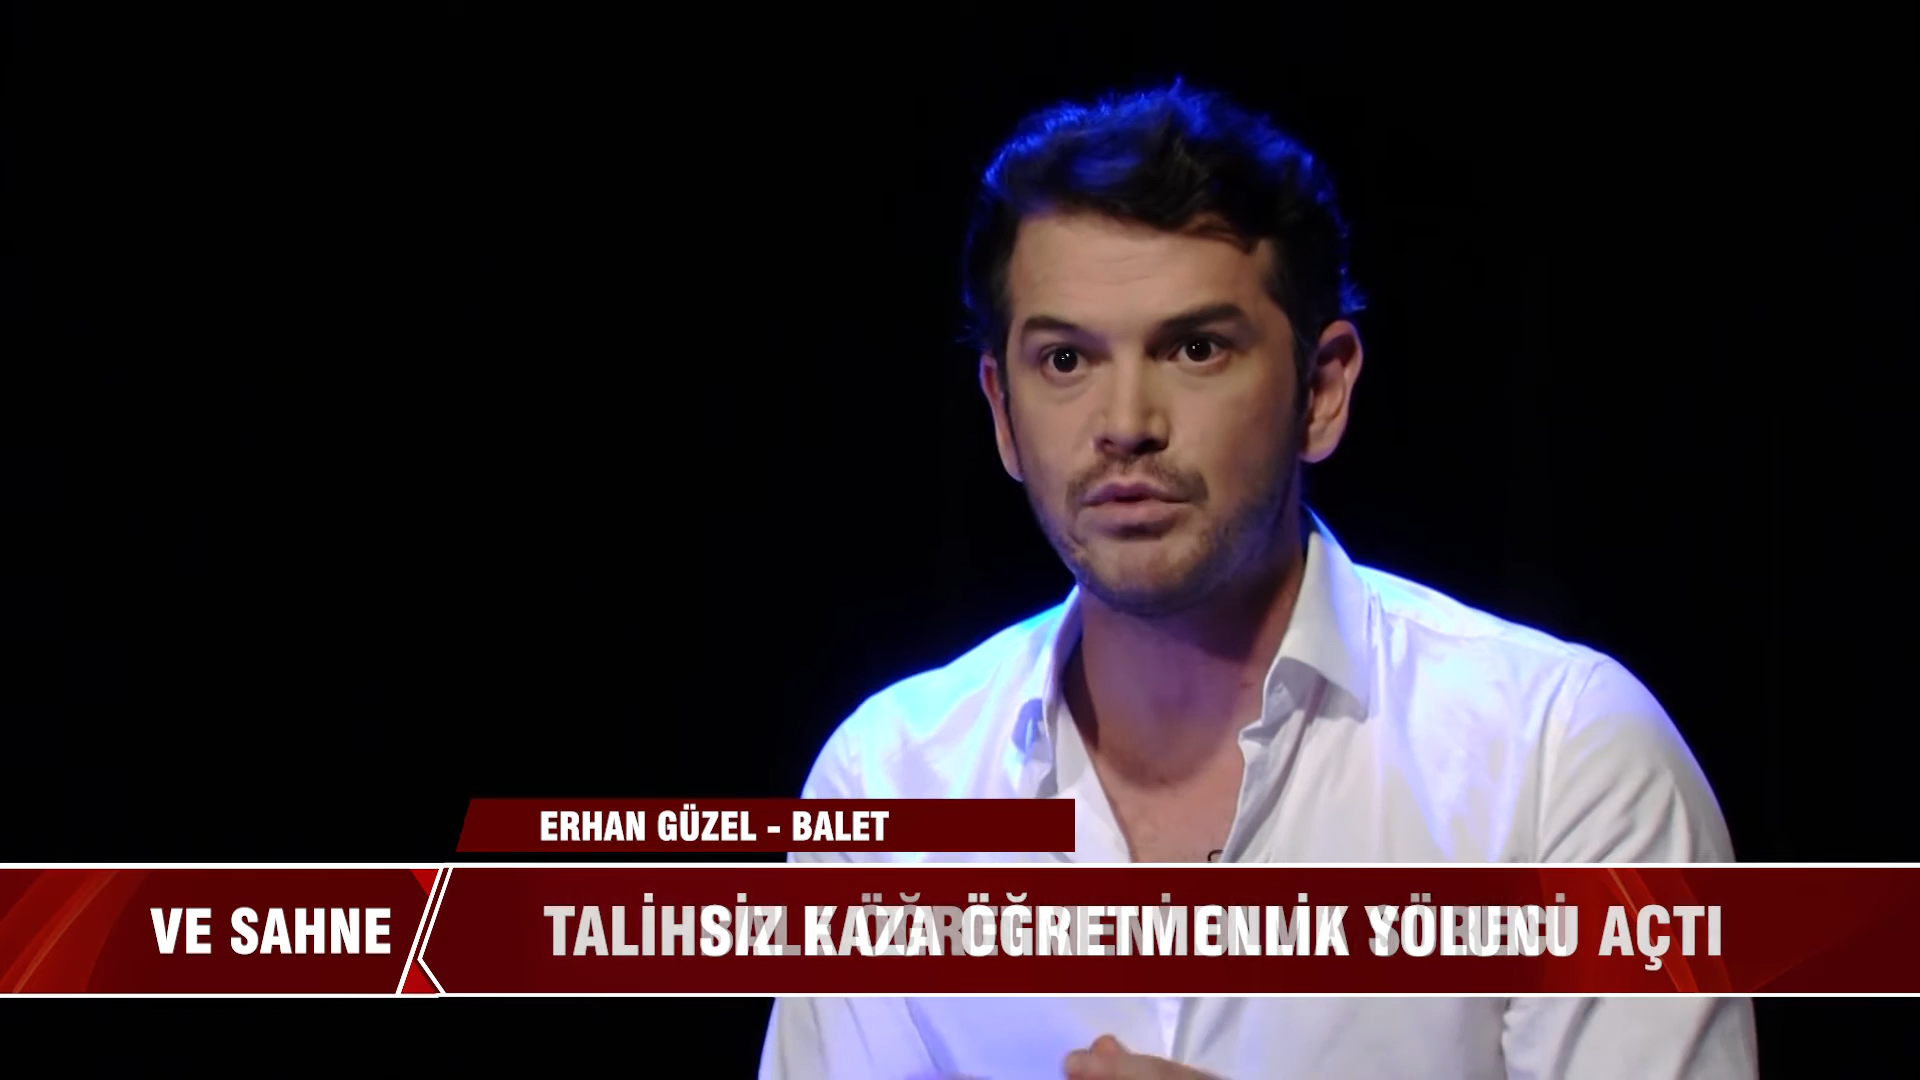 ERHAN GÜZEL - BALET
VE SAHNE
TALİHSİZ KAZA ÖĞRETMENLİK YOLUNU AÇTI